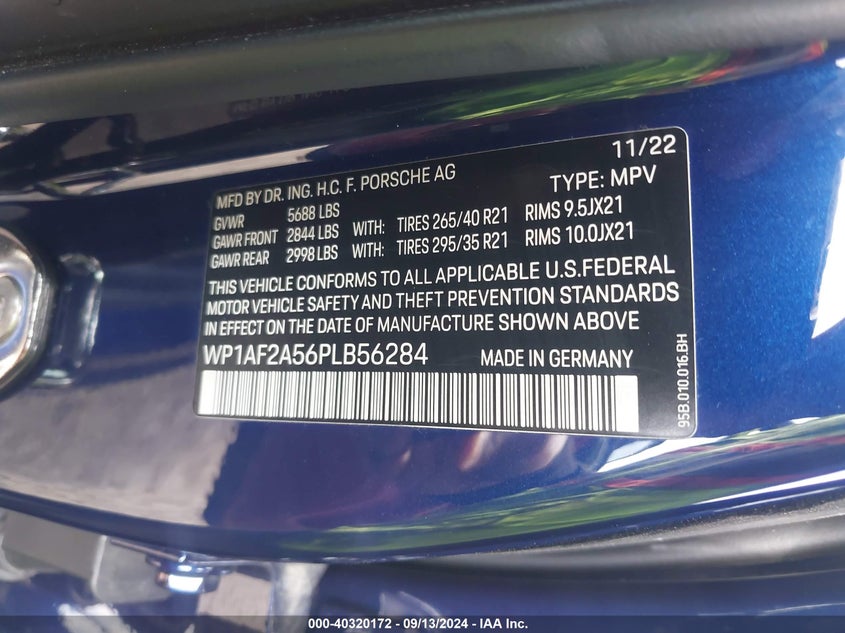 11/22
MFD BY DR. ING. H.C. F. PORSCHE AG TYPE: MPV
GVWR 5688 LBS
GAWR FRONT 2844 LBS WITH: TIRES 265/40 R21 RIMS 9.5JX21
GAWR REAR 2998 LBS WITH: TIRES 295/35 R21 RIMS 10.0JX21
THIS VEHICLE CONFORMS TO ALL APPLICABLE U.S.FEDERAL
MOTOR VEHICLE SAFETY AND THEFT PREVENTION STANDARDS
IN EFFECT ON THE DATE OF MANUFACTURE SHOWN ABOVE
WP1AF2A56PLB56284 MADE IN GERMANY
95B.010.016.BH
000-40320172 - 09/13/2024 - IAA Inc.